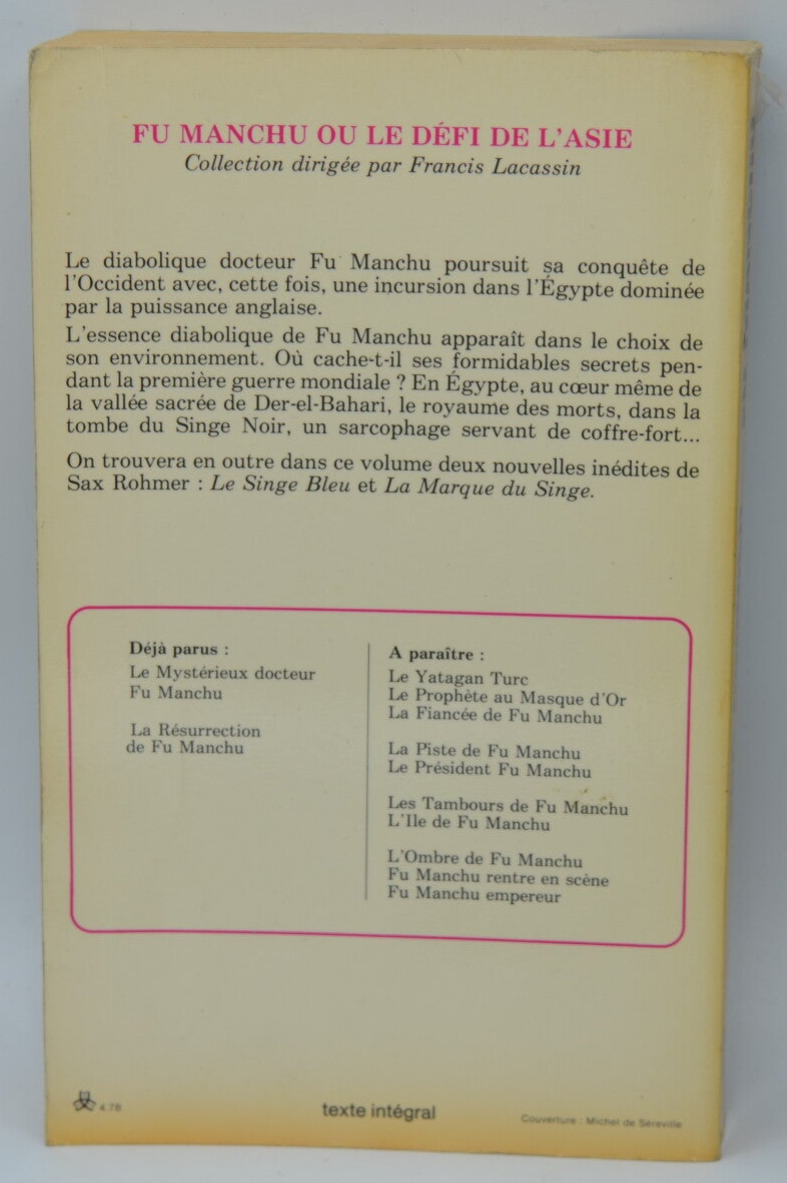 FU MANCHU OU LE DÉFI DE L'ASIE
Collection dirigée par Francis Lacassin
Le diabolique docteur Fu Manchu poursuit sa conquête de
l'Occident avec, cette fois, une incursion dans l'Égypte dominée
par la puissance anglaise.
L'essence diabolique de Fu Manchu apparaît dans le choix de
son environnement. Où cache-t-il ses formidables secrets pen-
dant la première guerre mondiale ? En Égypte, au cœur même de
la vallée sacrée de Der-el-Bahari, le royaume des morts, dans la
tombe du Singe Noir, un sarcophage servant de coffre-fort...
On trouvera en outre dans ce volume deux nouvelles inédites de
Sax Rohmer : Le Singe Bleu et La Marque du Singe.
Déjà parus :
Le Mystérieux docteur
Fu Manchu
La Résurrection
de Fu Manchu
A paraître :
Le Yatagan Turc
Le Prophète au Masque d'Or
La Fiancée de Fu Manchu
La Piste de Fu Manchu
Le Président Fu Manchu
Les Tambours de Fu Manchu
L'Ile de Fu Manchu
L'Ombre de Fu Manchu
Fu Manchu rentre en scène
Fu Manchu empereur
4.78
texte intégral
Couverture : Michel de Séréville